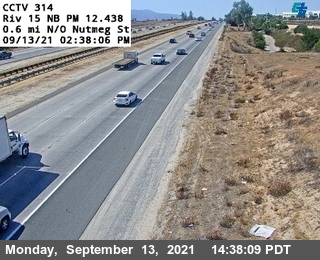 CCTV 314
Riv 15 NB PM 12.438
0.6 mi N/O Nutmeg St
09/13/21 02:38:06 PM
Monday, September 13, 2021 14:38:09 PDT